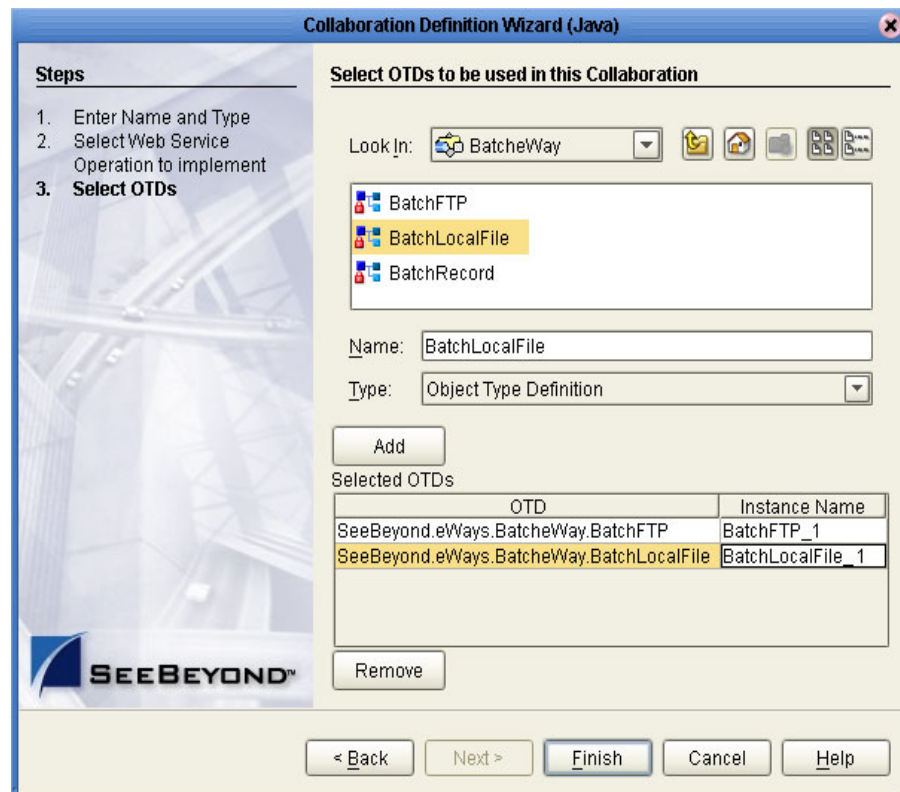 Collaboration Definition Wizard (Java)
Steps
1. Enter Name and Type
2. Select Web Service
Operation to implement
3. Select OTDs
SEEBEYOND™
Select OTDs to be used in this Collaboration
Look In: BatcheWay
BatchFTP
BatchLocalFile
BatchRecord
Name: BatchLocalFile
Type: Object Type Definition
Add
Selected OTDs
OTD Instance Name
SeeBeyond.eWays.BatcheWay.BatchFTP BatchFTP_1
SeeBeyond.eWays.BatcheWay.BatchLocalFile BatchLocalFile_1
Remove
< Back Next > Finish Cancel Help